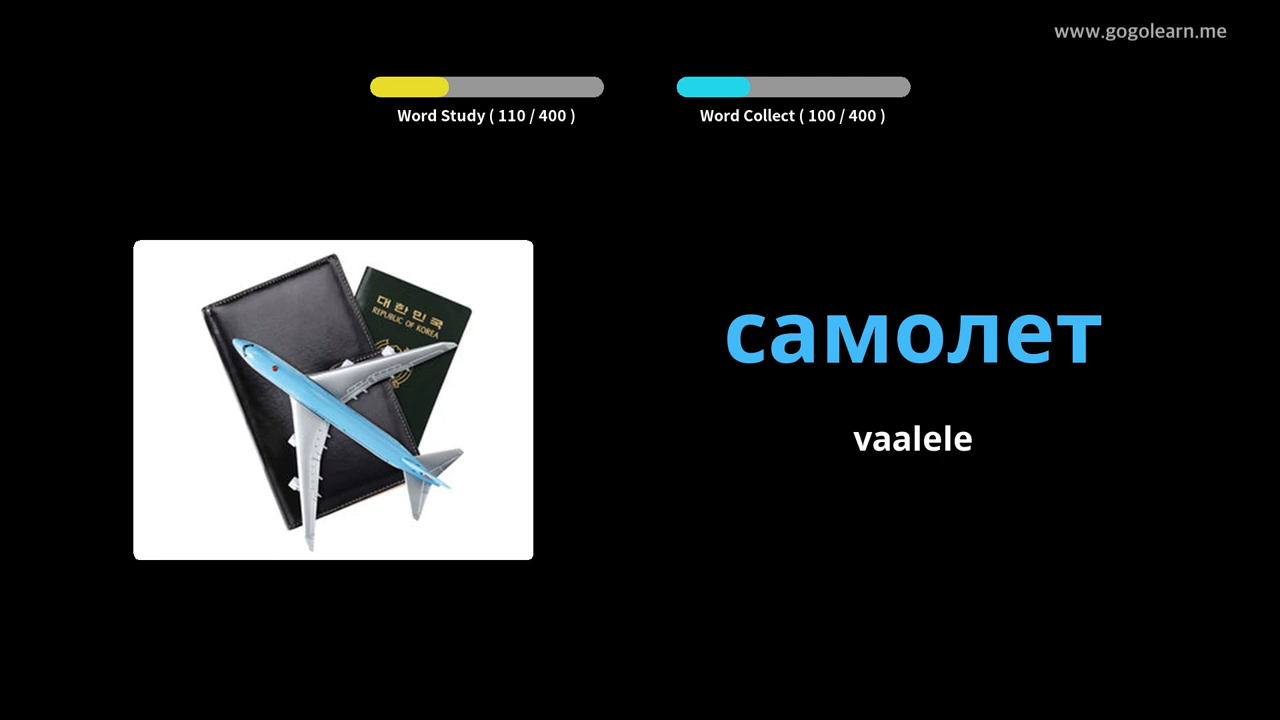 www.gogolearn.me
Word Study ( 110 / 400 )
Word Collect ( 100 / 400 )
대한민국
REPUBLIC OF KOREA
самолет
vaalele